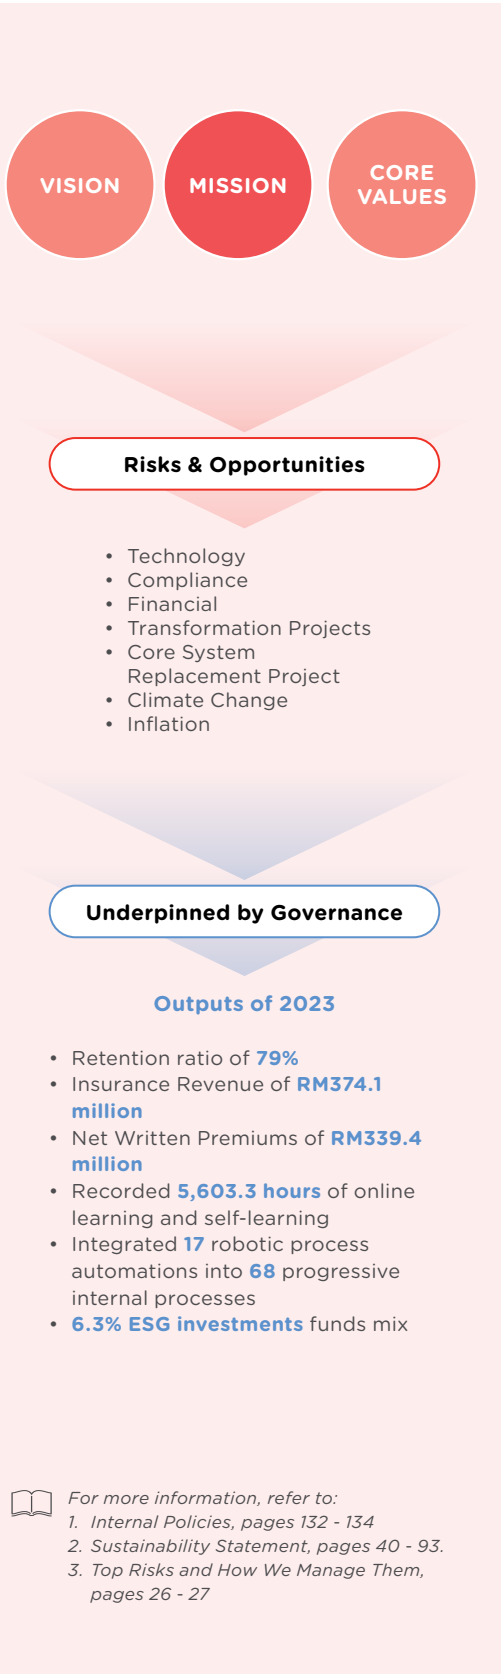 VISION
MISSION
CORE
VALUES
Risks & Opportunities
• Technology
• Compliance
• Financial
• Transformation Projects
• Core System
Replacement Project
• Climate Change
• Inflation
Underpinned by Governance
Outputs of 2023
• Retention ratio of 79%
• Insurance Revenue of RM374.1
million
• Net Written Premiums of RM339.4
million
• Recorded 5,603.3 hours of online
learning and self-learning
• Integrated 17 robotic process
automations into 68 progressive
internal processes
• 6.3% ESG investments funds mix
For more information, refer to:
1. Internal Policies, pages 132 - 134
2. Sustainability Statement, pages 40 - 93.
3. Top Risks and How We Manage Them,
pages 26 - 27